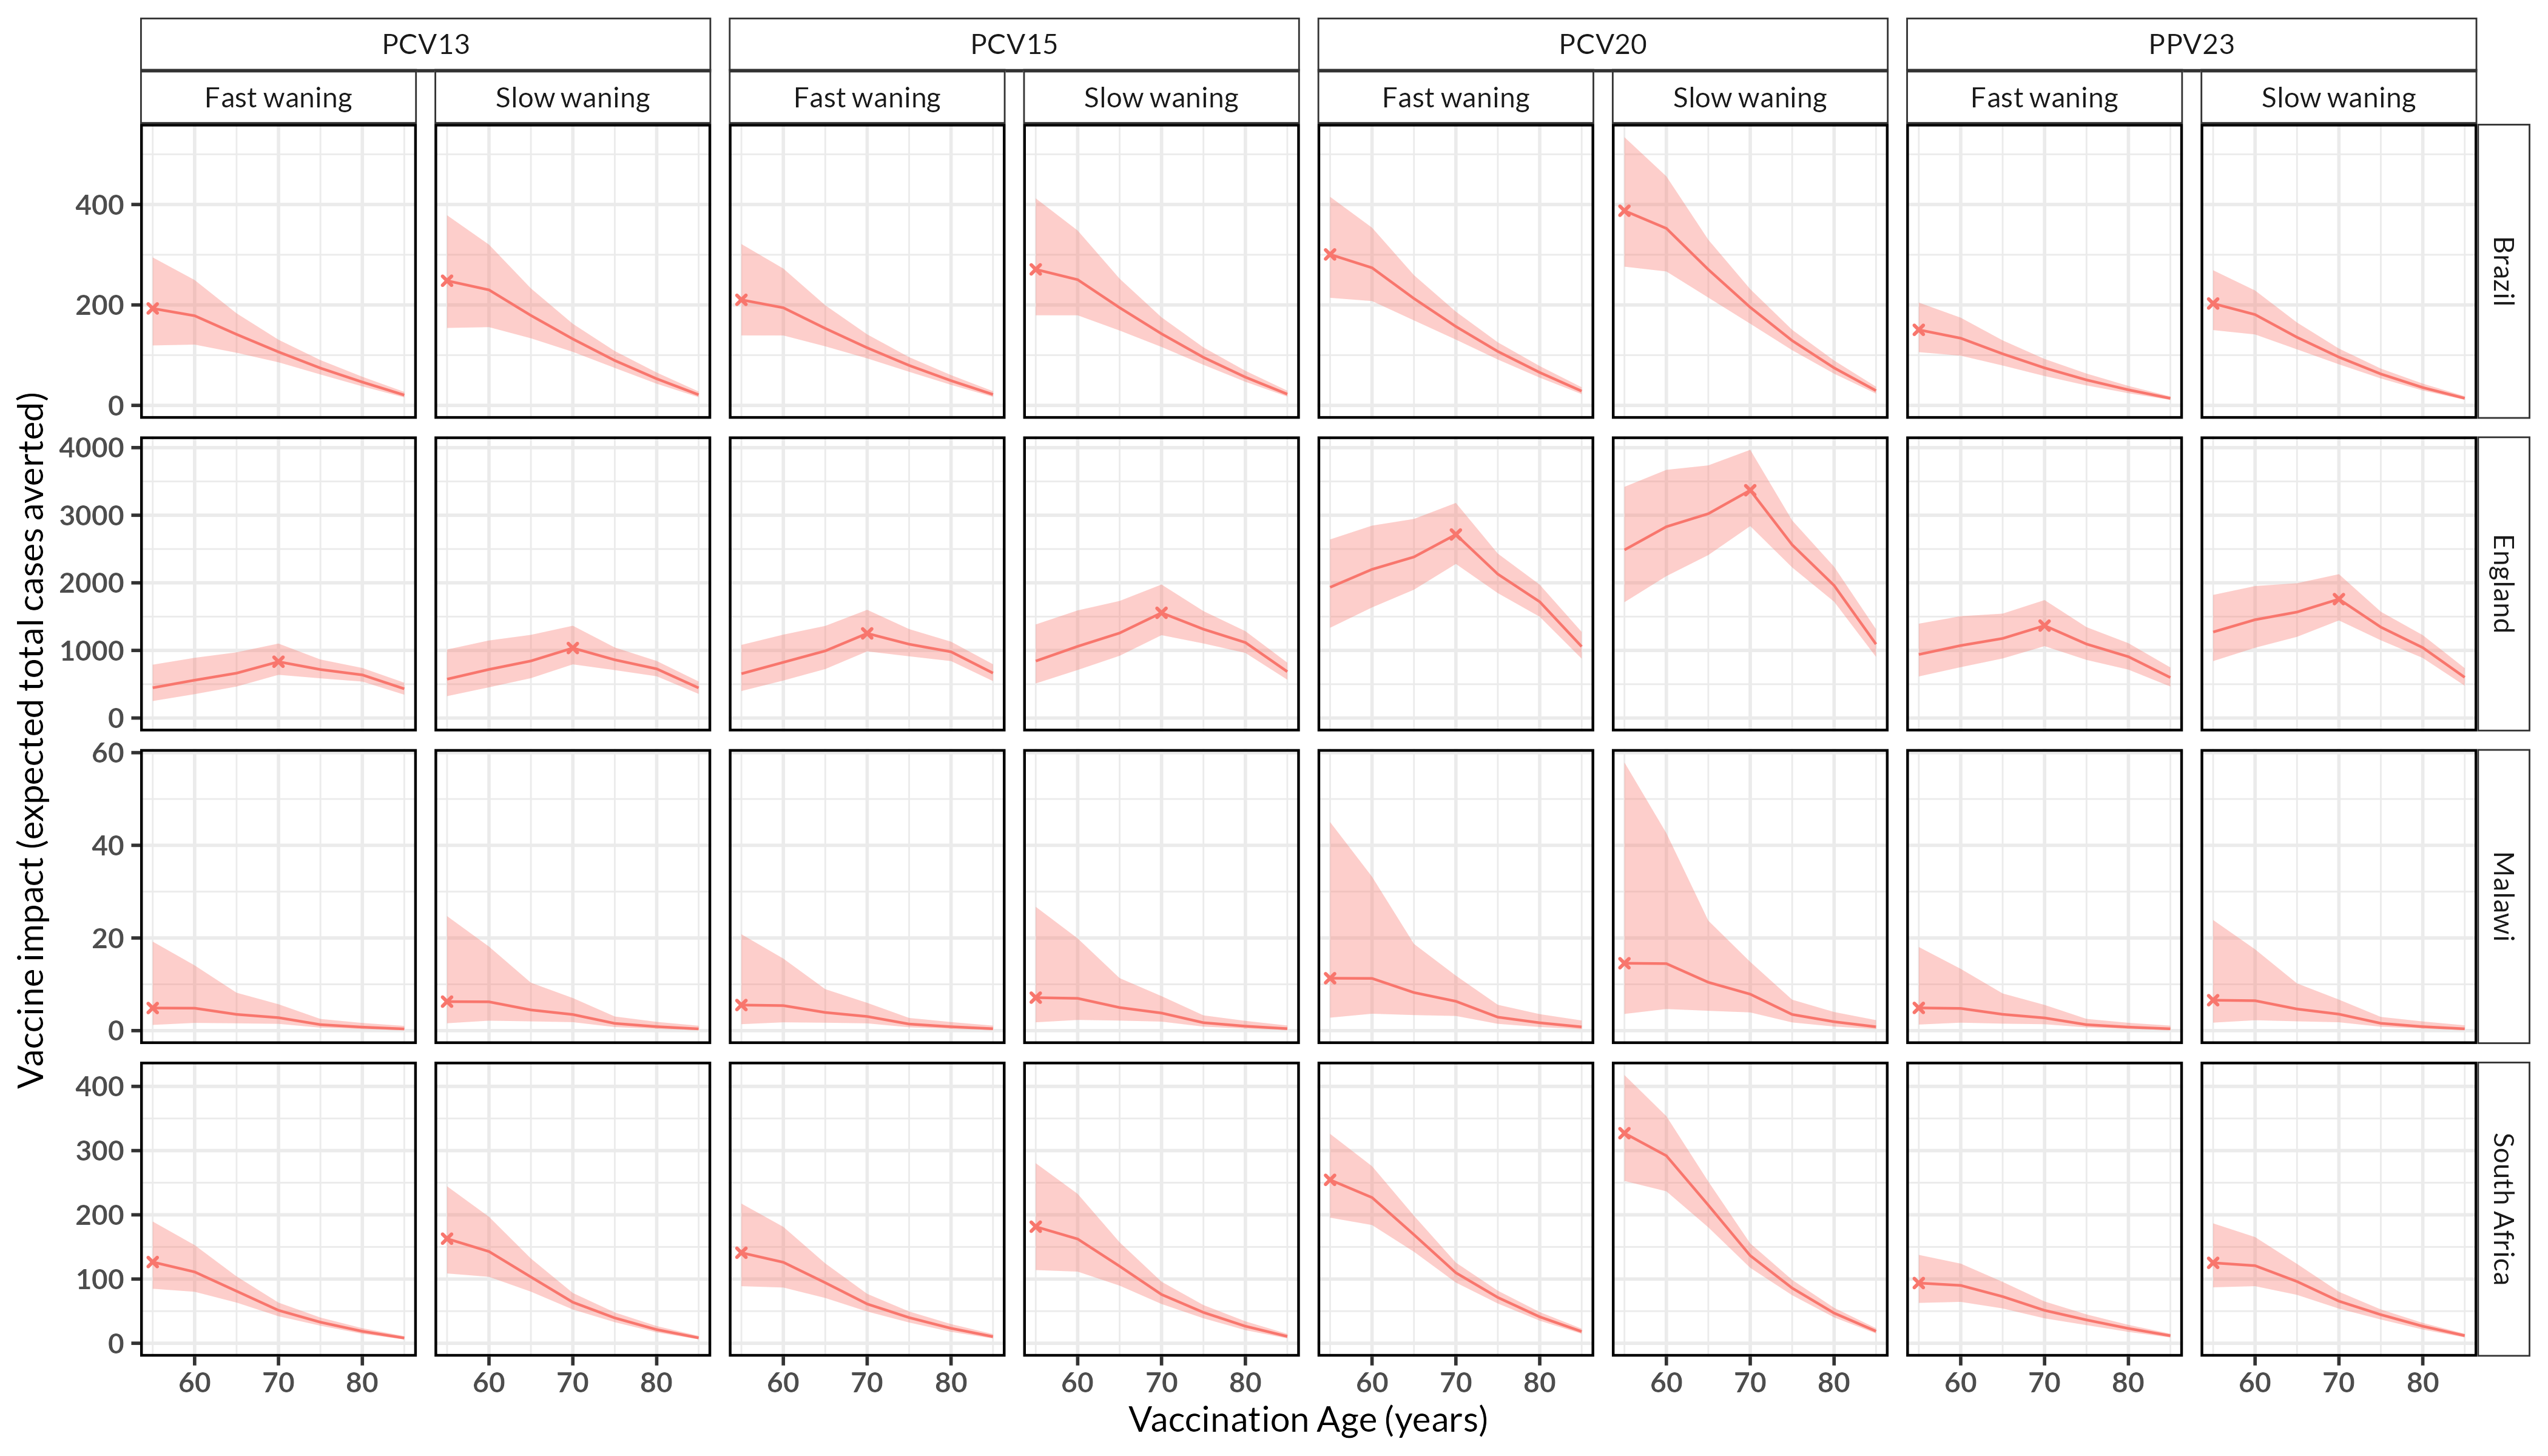 PCV13 PCV15 PCV20 PPV23
Fast waning Slow waning Fast waning Slow waning Fast waning Slow waning Fast waning Slow waning
Vaccine impact (expected total cases averted)
400
200
0
Brazil
4000
3000
2000
1000
0
England
60
40
20
0
Malawi
400
300
200
100
0
South Africa
60 70 80 60 70 80 60 70 80 60 70 80 60 70 80 60 70 80 60 70 80 60 70 80
Vaccination Age (years)